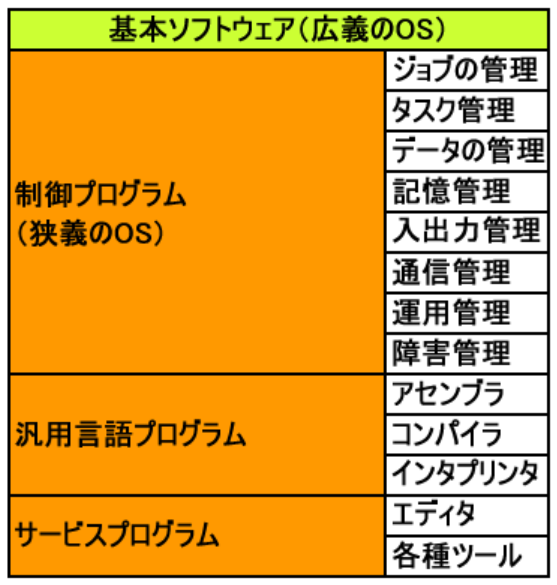 基本ソフトウェア（広義のOS）
制御プログラム
（狭義のOS）
ジョブの管理
タスク管理
データの管理
記憶管理
入出力管理
通信管理
運用管理
障害管理
汎用言語プログラム
アセンブラ
コンパイラ
インタプリンタ
サービスプログラム
エディタ
各種ツール